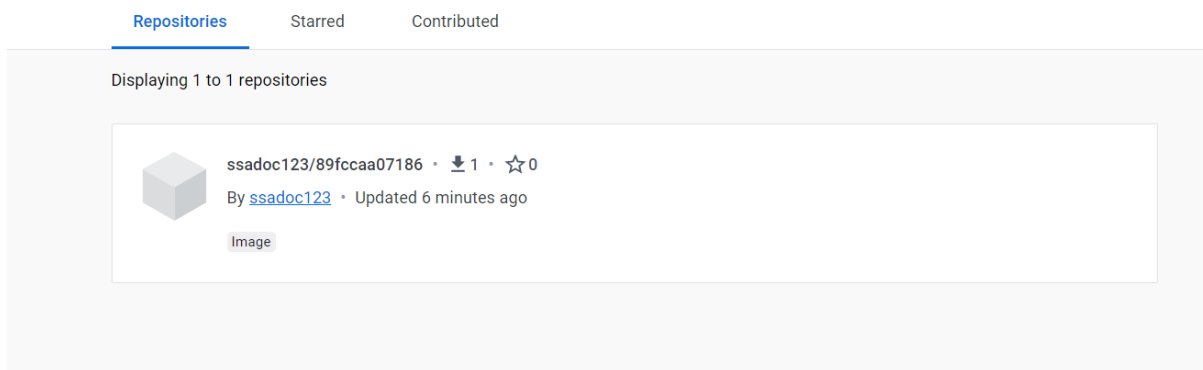 Repositories Starred Contributed
Displaying 1 to 1 repositories
ssadoc123/89fccaa07186 • 1 • 0
By ssadoc123 • Updated 6 minutes ago
Image